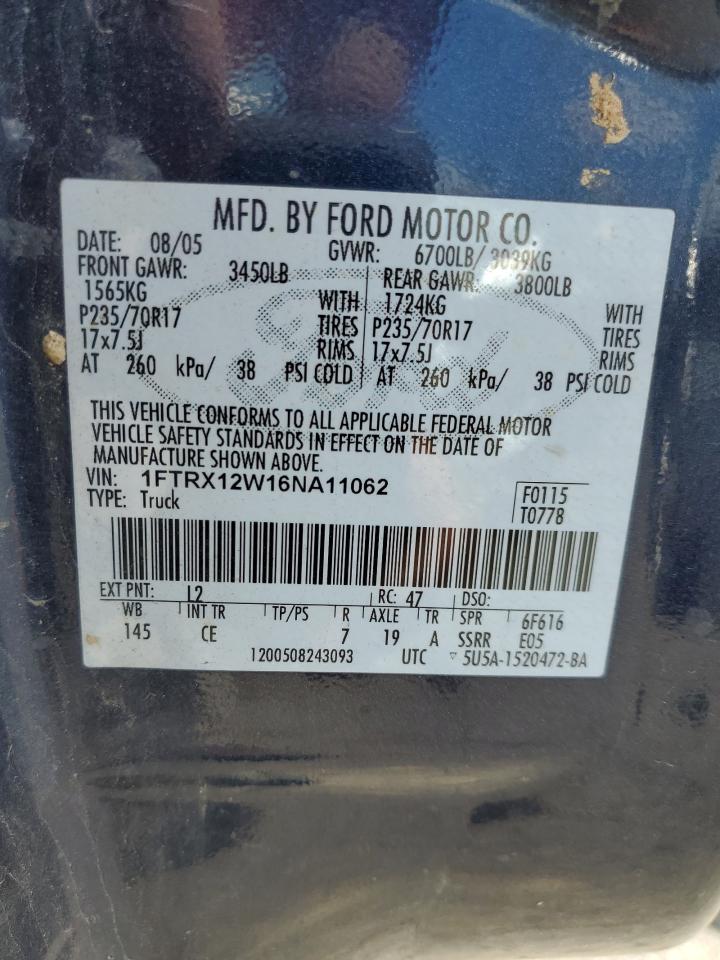 MFD. BY FORD MOTOR CO.
DATE: 08/05 GVWR: 6700LB/ 3039KG
FRONT GAWR: 3450LB REAR GAWR: 3800LB
1565KG WITH 1724KG WITH
P235/70R17 TIRES P235/70R17 TIRES
17x7.5J RIMS 17x7.5J RIMS
AT 260 kPa/ 38 PSI COLD AT 260 kPa/ 38 PSI COLD
THIS VEHICLE CONFORMS TO ALL APPLICABLE FEDERAL MOTOR
VEHICLE SAFETY STANDARDS IN EFFECT ON THE DATE OF
MANUFACTURE SHOWN ABOVE.
VIN: 1FTRX12W16NA11062 F0115
TYPE: Truck T0778
EXT PNT: L2 RC: 47 DSO:
WB INT TR TP/PS R AXLE TR SPR 6F616
145 CE 7 19 A SSRR E05
1200508243093 UTC ▽ 5U5A-1520472-BA